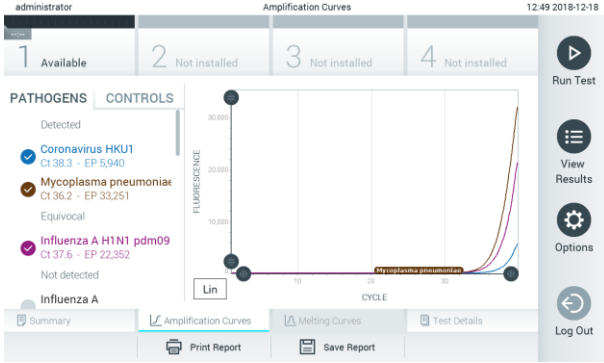 administrator
Amplification Curves
12:49 2018-12-18
--:--
1 Available
2 Not installed
3 Not installed
4 Not installed
Run Test
View
Results
Options
Log Out
PATHOGENS
CONTROLS
Detected
Coronavirus HKU1
Ct 38.3 - EP 5,940
Mycoplasma pneumoniae
Ct 36.2 - EP 33,251
Equivocal
Influenza A H1N1 pdm09
Ct 37.6 - EP 22,352
Not detected
Influenza A
FLUORESCENCE
30,000
20,000
10,000
0
Mycoplasma pneumoniae
10
20
30
CYCLE
Lin
Summary
Amplification Curves
Melting Curves
Test Details
Print Report
Save Report